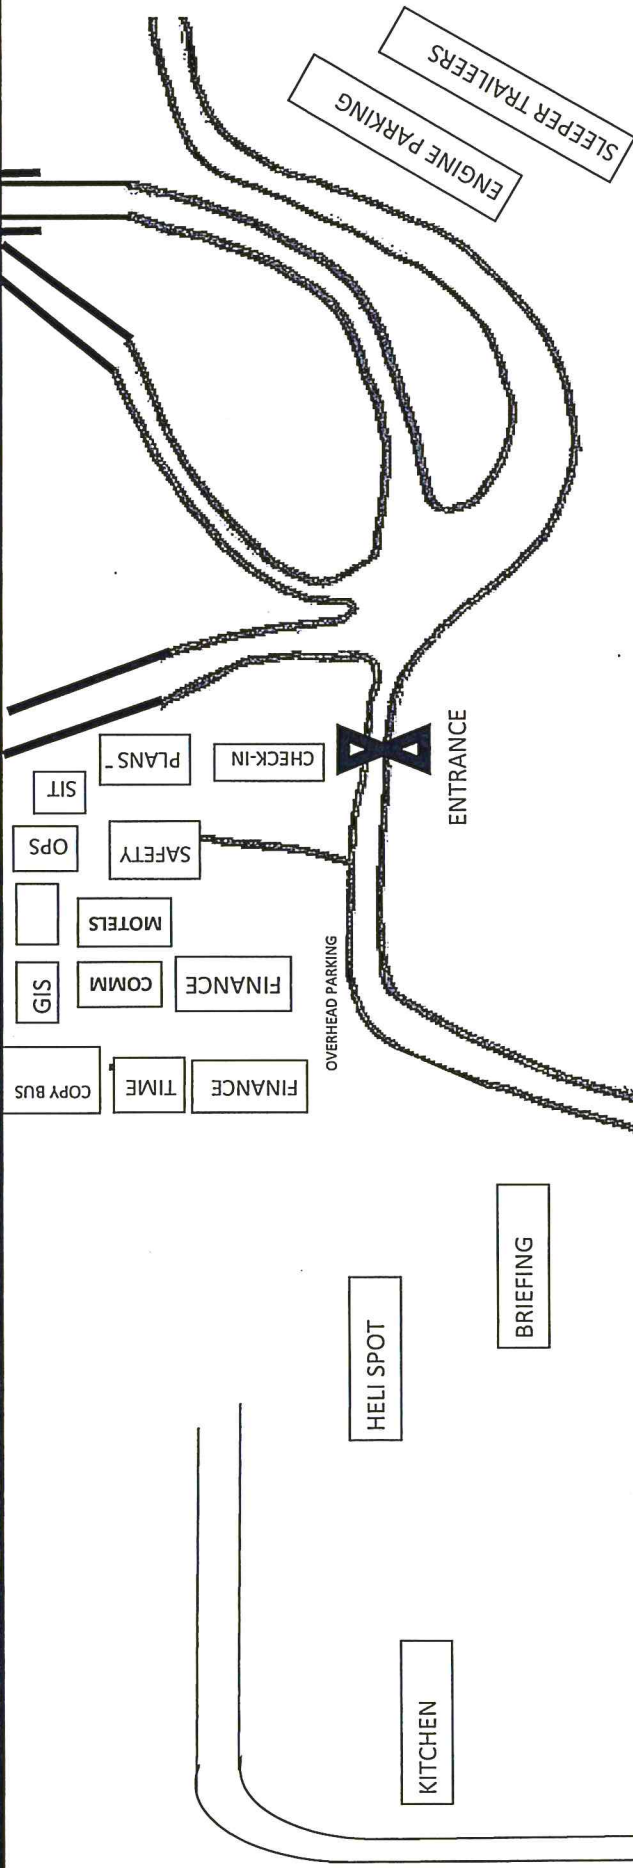 SLEEPER TRAILEERS
ENGINE PARKING
PLANS
CHECK-IN
ENTRANCE
SIT
OPS
SAFETY
MOTELS
GIS
COMM
FINANCE
OVERHEAD PARKING
COPY BUS
TIME
FINANCE
BRIEFING
HELI SPOT
KITCHEN